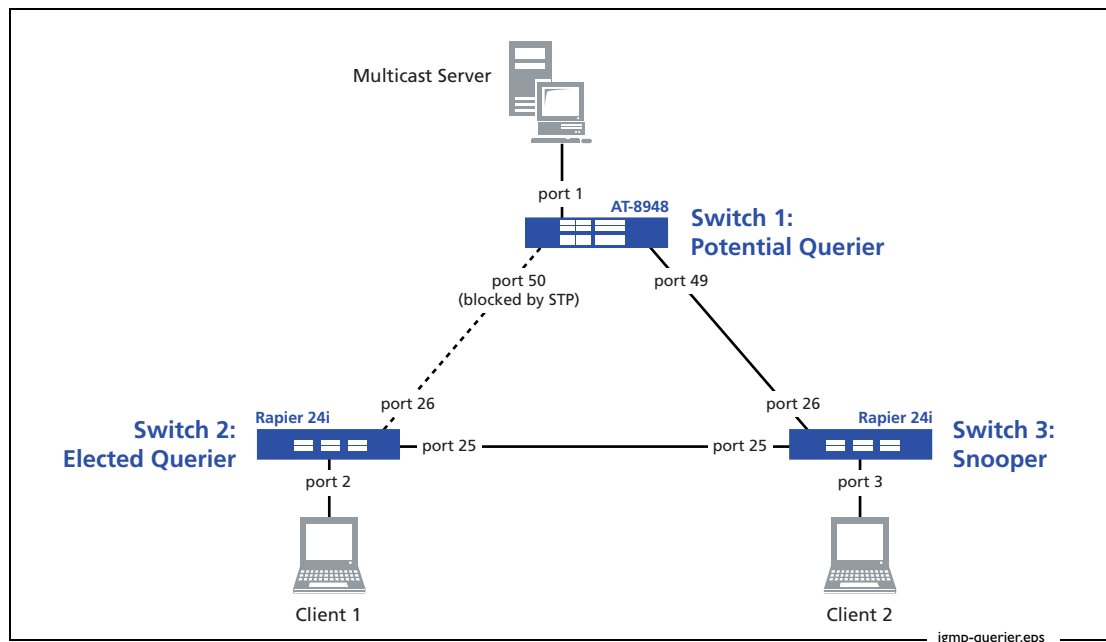 Multicast Server
port 1
AT-8948
Switch 1:
Potential Querier
port 50
(blocked by STP)
port 49
port 26
port 26
Rapier 24i
Rapier 24i
Switch 2:
Elected Querier
port 25
port 25
Switch 3:
Snooper
port 2
port 3
Client 1
Client 2
igmp-querier.eps